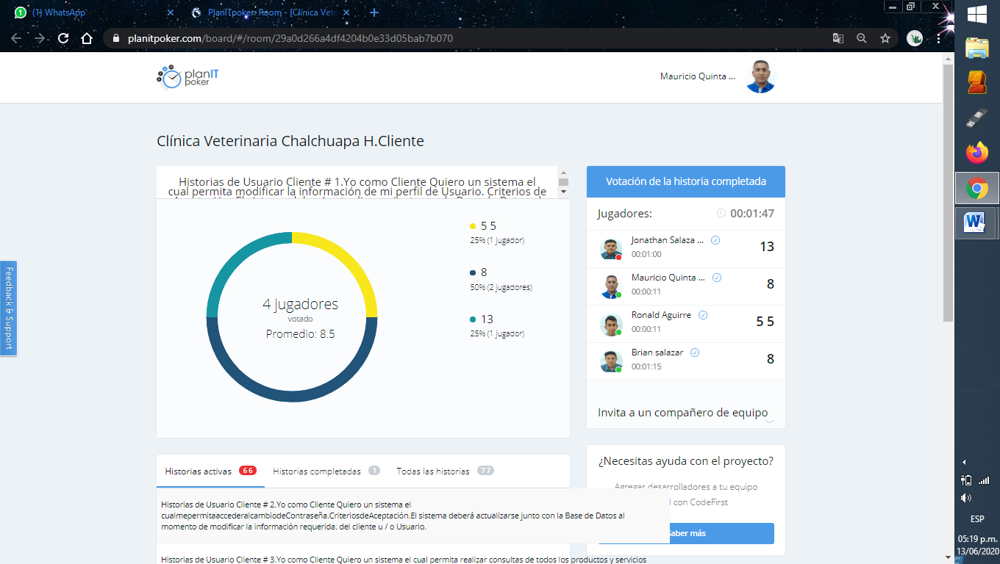 (1) WhatsApp
PlanITpoker: Room - [Clínica Vete
planitpoker.com/board/#/room/29a0d266a4df4204b0e33d05bab7b070
planIT
poker
Mauricio Quinta ...
Clínica Veterinaria Chalchuapa H.Cliente
Historias de Usuario Cliente # 1.Yo como Cliente Quiero un sistema el
cual permita modificar la información de mi perfil de Usuario. Criterios de
5 5
25% (1 jugador)
8
50% (2 jugadores)
13
25% (1 jugador)
4 jugadores
votado
Promedio: 8.5
Votación de la historia completada
Jugadores:
00:01:47
Jonathan Salaza ...
00:01:00
13
Mauricio Quinta ...
00:00:11
8
Ronald Aguirre
00:00:11
5 5
Brian salazar
00:01:15
8
Invita a un compañero de equipo
Feedback & Support
Historias activas 6 6
Historias completadas 1
Todas las historias 7 7
Historias de Usuario Cliente # 2.Yo como Cliente Quiero un sistema el
cualmepermitaaccederalcambiodeContraseña.CriteriosdeAceptación.El sistema deberá actualizarse junto con la Base de Datos al
momento de modificar la información requerida. del cliente u / o Usuario.
Historias de Usuario Cliente # 3.Yo como Cliente Quiero un sistema el cual permita realizar consultas de todos los productos y servicios
¿Necesitas ayuda con el proyecto?
Agregar desarrolladores a tu equipo
l con CodeFirst
Saber más
ESP
05:19 p.m.
13/06/2020